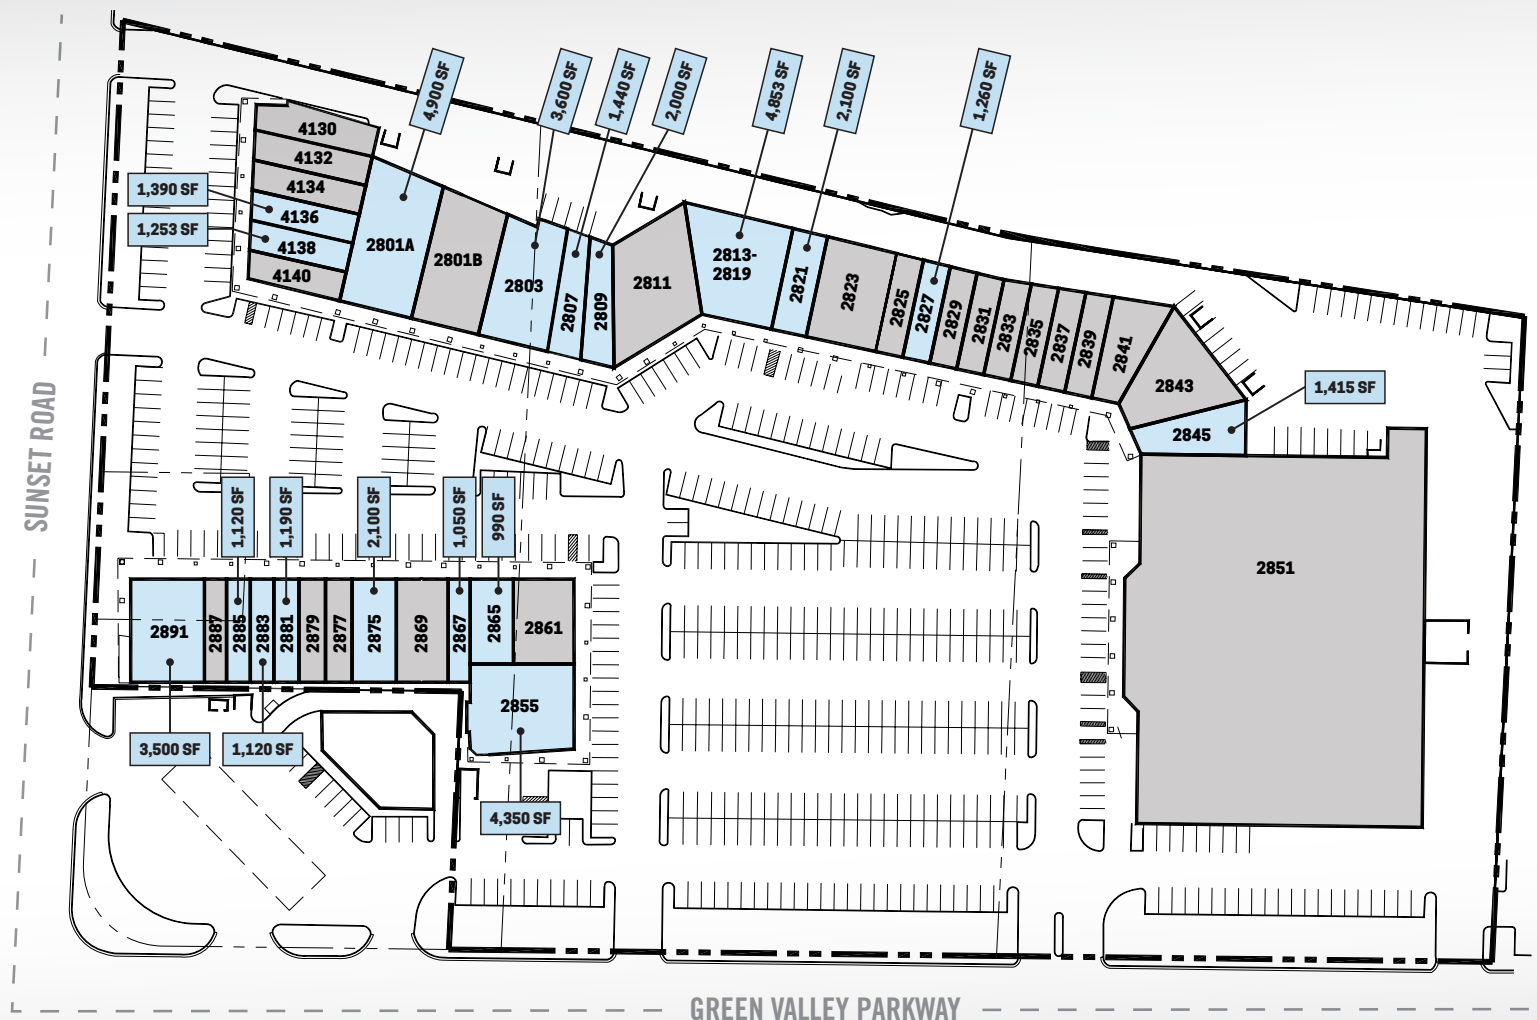 4,900 SF
3,600 SF
1,440 SF
2,000 SF
4,853 SF
2,100 SF
1,260 SF
4130
4132
4134
4136
4138
4140
1,390 SF
1,253 SF
2801A
2801B
2803
2807
2809
2811
2813-
2819
2821
2823
2825
2827
2829
2831
2833
2835
2837
2839
2841
2843
2845
1,415 SF
2851
SUNSET ROAD
1,120 SF
1,190 SF
2,100 SF
1,050 SF
990 SF
2891
2887
2885
2883
2881
2879
2877
2875
2869
2867
2865
2861
2855
3,500 SF
1,120 SF
4,350 SF
GREEN VALLEY PARKWAY